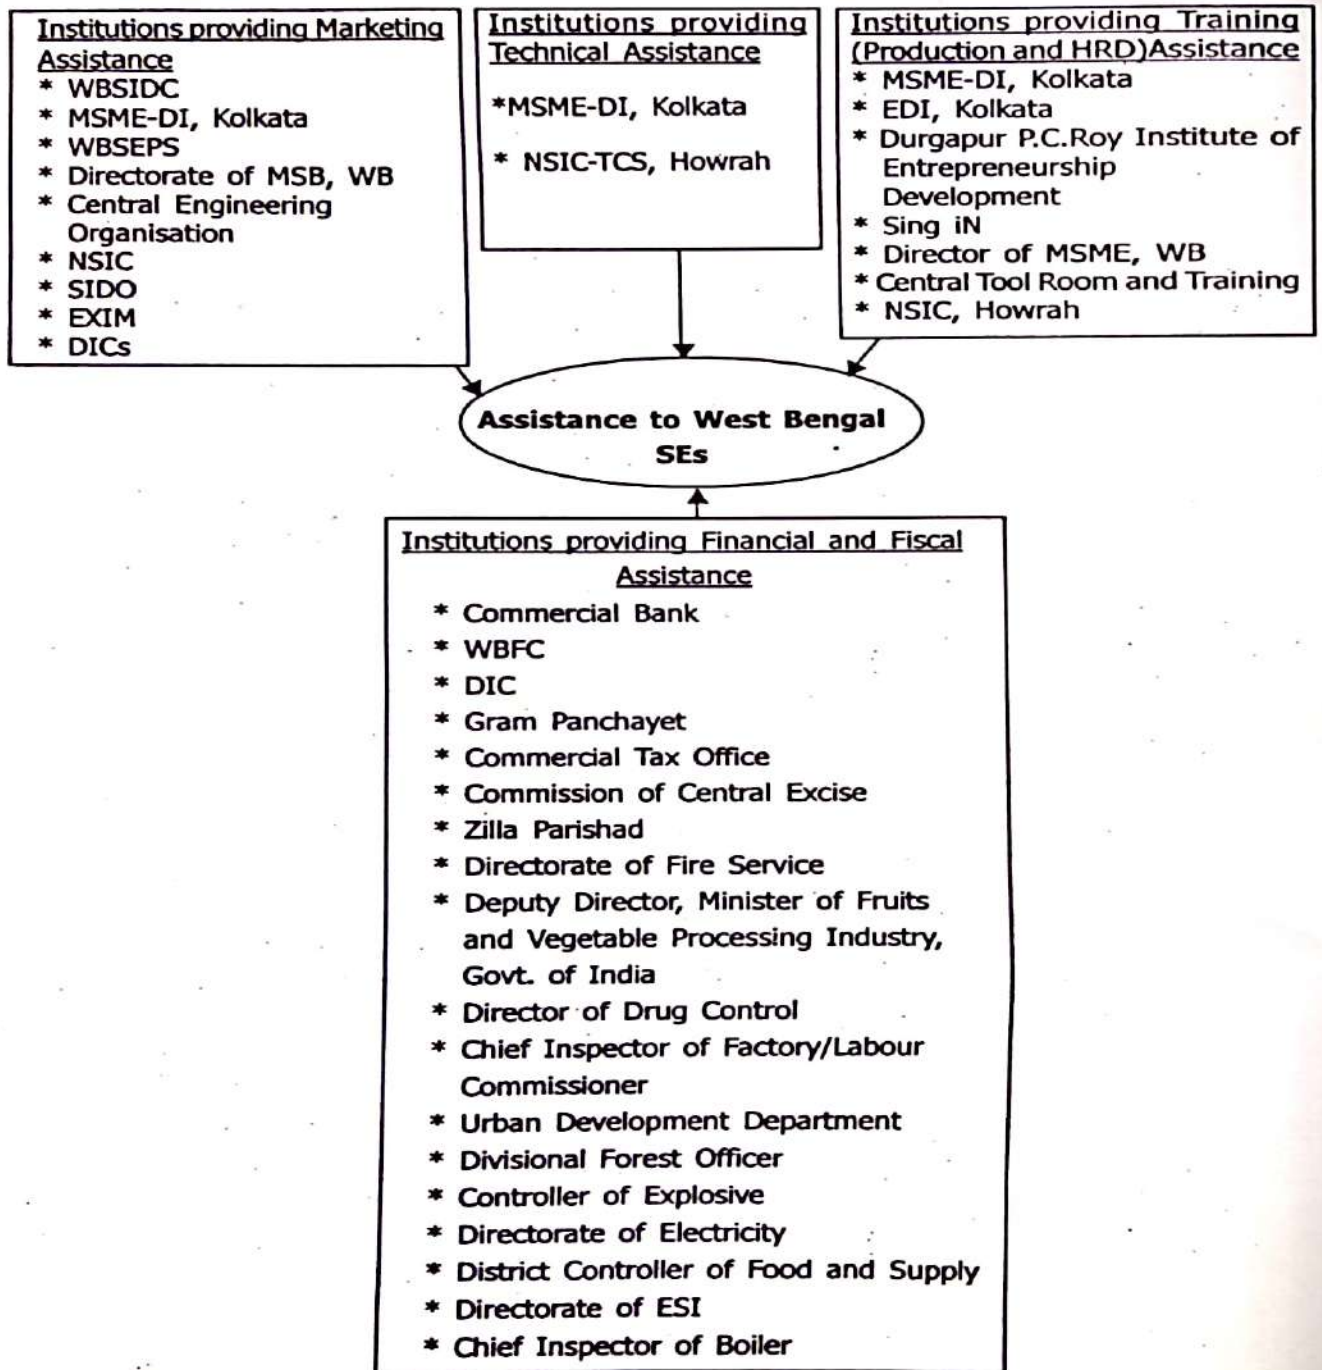 Institutions providing Marketing
Assistance
* WBSIDC
* MSME-DI, Kolkata
* WBSEPS
* Directorate of MSB, WB
* Central Engineering
Organisation
* NSIC
* SIDO
* EXIM
* DICs
Institutions providing
Technical Assistance
*MSME-DI, Kolkata
* NSIC-TCS, Howrah
Institutions providing Training
(Production and HRD)Assistance
* MSME-DI, Kolkata
* EDI, Kolkata
* Durgapur P.C.Roy Institute of
Entrepreneurship
Development
* Sing iN
* Director of MSME, WB
* Central Tool Room and Training
* NSIC, Howrah
Assistance to West Bengal
SEs
Institutions providing Financial and Fiscal
Assistance
* Commercial Bank
* WBFC
* DIC
* Gram Panchayet
* Commercial Tax Office
* Commission of Central Excise
* Zilla Parishad
* Directorate of Fire Service
* Deputy Director, Minister of Fruits
and Vegetable Processing Industry,
Govt. of India
* Director of Drug Control
* Chief Inspector of Factory/Labour
Commissioner
* Urban Development Department
* Divisional Forest Officer
* Controller of Explosive
* Directorate of Electricity
* District Controller of Food and Supply
* Directorate of ESI
* Chief Inspector of Boiler